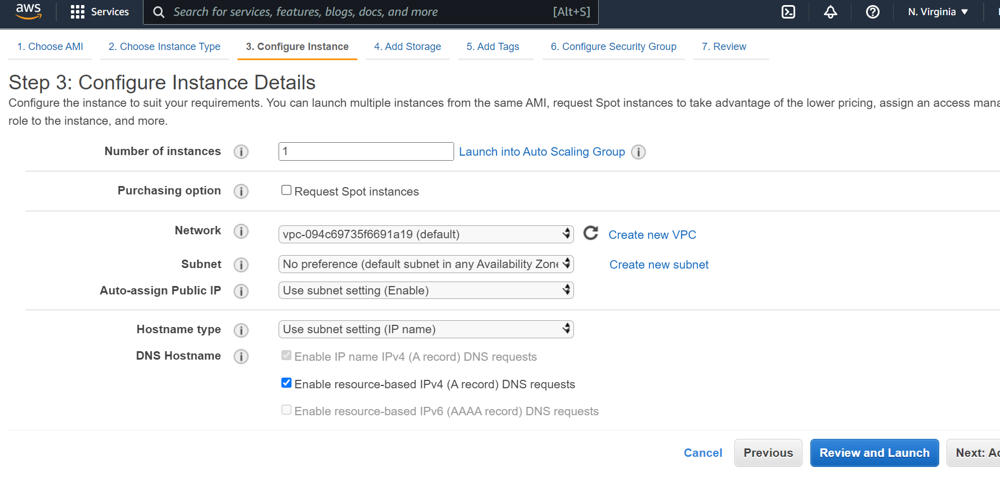 aws
Services
Search for services, features, blogs, docs, and more [Alt+S]
N. Virginia
1. Choose AMI 2. Choose Instance Type 3. Configure Instance 4. Add Storage 5. Add Tags 6. Configure Security Group 7. Review
Step 3: Configure Instance Details
Configure the instance to suit your requirements. You can launch multiple instances from the same AMI, request Spot instances to take advantage of the lower pricing, assign an access mana
role to the instance, and more.
Number of instances 1 Launch into Auto Scaling Group
Purchasing option Request Spot instances
Network vpc-094c69735f6691a19 (default) Create new VPC
Subnet No preference (default subnet in any Availability Zone Create new subnet
Auto-assign Public IP Use subnet setting (Enable)
Hostname type Use subnet setting (IP name)
DNS Hostname Enable IP name IPv4 (A record) DNS requests
Enable resource-based IPv4 (A record) DNS requests
Enable resource-based IPv6 (AAAA record) DNS requests
Cancel Previous Review and Launch Next: Ad